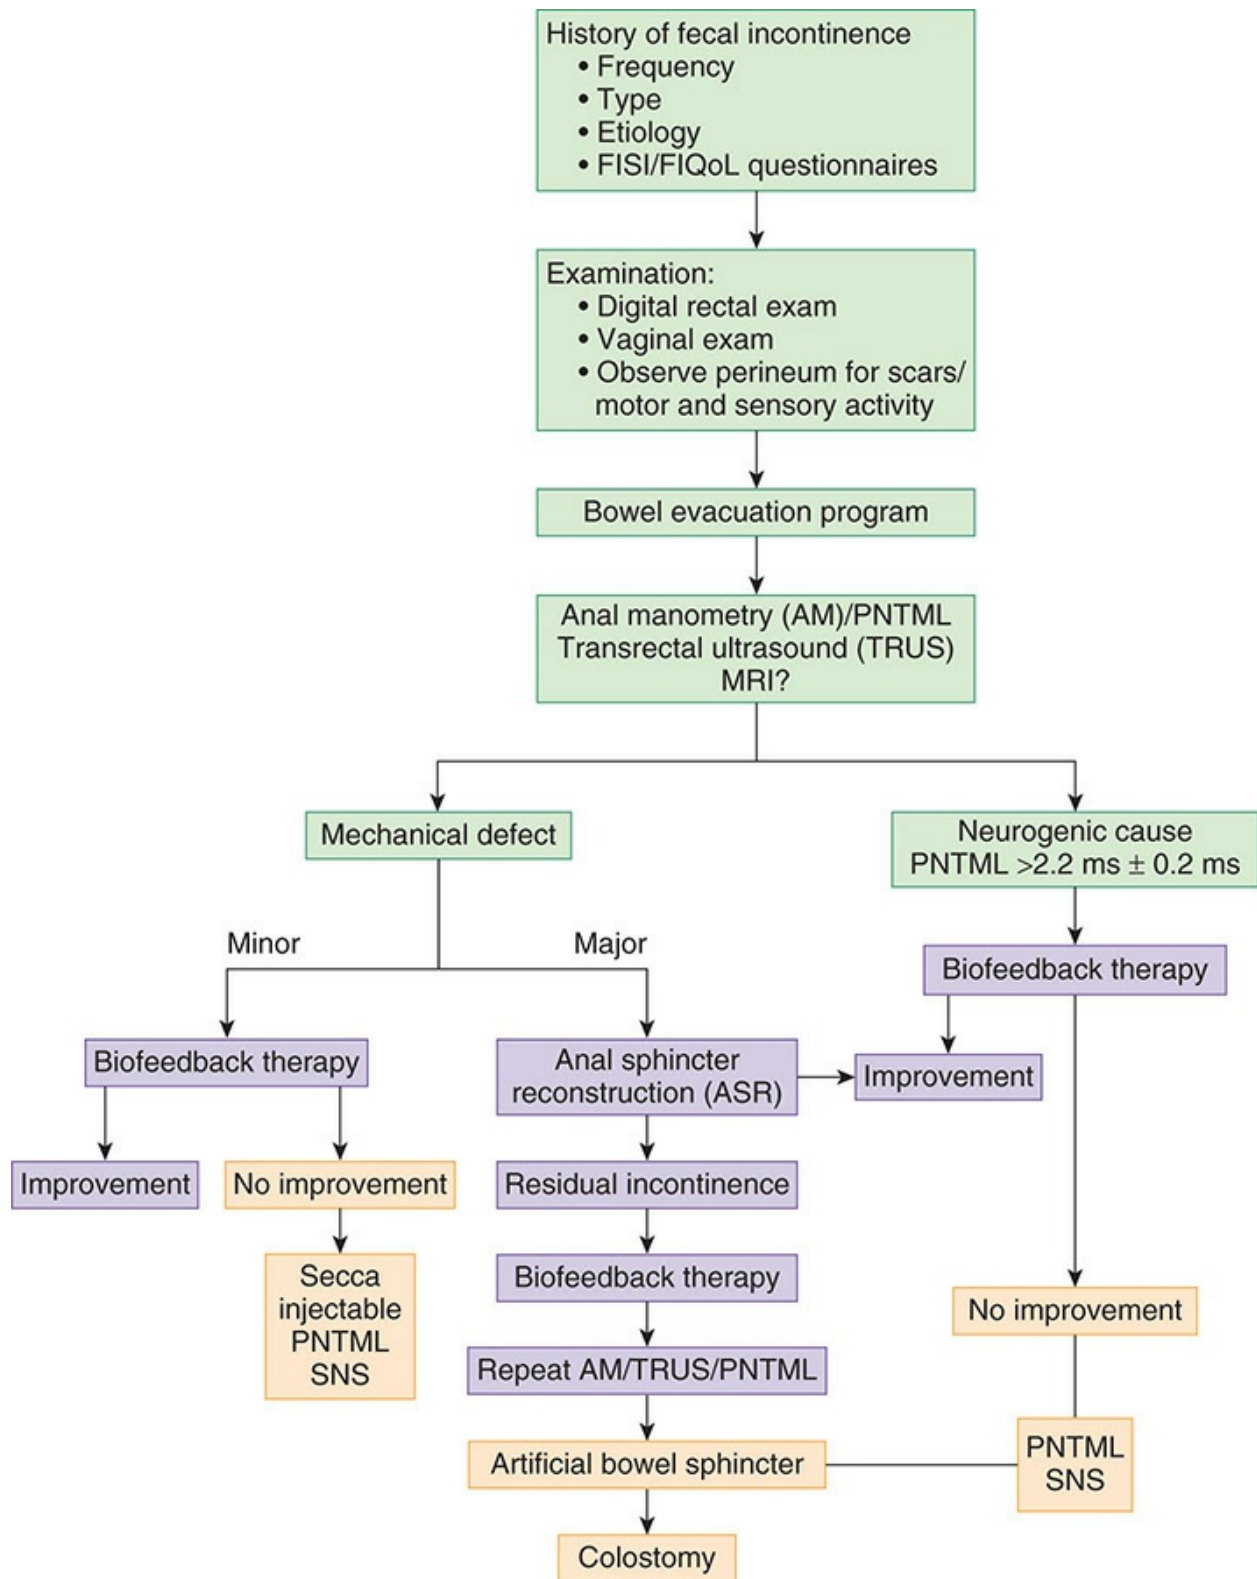 History of fecal incontinence
• Frequency
• Type
• Etiology
• FISI/FIQoL questionnaires
Examination:
• Digital rectal exam
• Vaginal exam
• Observe perineum for scars/
motor and sensory activity
Bowel evacuation program
Anal manometry (AM)/PNTML
Transrectal ultrasound (TRUS)
MRI?
Mechanical defect
Neurogenic cause
PNTML >2.2 ms ± 0.2 ms
Minor
Major
Biofeedback therapy
Biofeedback therapy
Anal sphincter
reconstruction (ASR)
Improvement
Improvement
No improvement
Residual incontinence
Secca
injectable
PNTML
SNS
Biofeedback therapy
No improvement
Repeat AM/TRUS/PNTML
Artificial bowel sphincter
PNTML
SNS
Colostomy